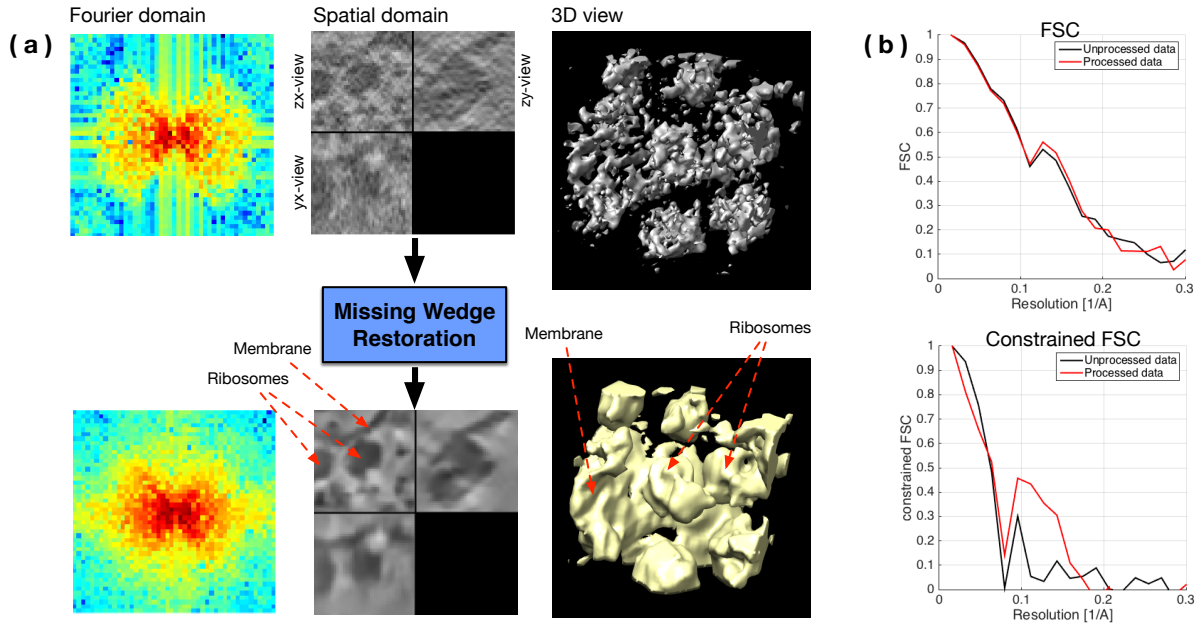 Fourier domain
Spatial domain
3D view
(a)
zx-view
zy-view
yx-view
Missing Wedge
Restoration
Membrane
Ribosomes
Membrane
Ribosomes
(b)
FSC
Unprocessed data
Processed data
1
0.9
0.8
0.7
0.6
0.5
0.4
0.3
0.2
0.1
0
FSC
0
0.1
0.2
0.3
Resolution [1/A]
Constrained FSC
Unprocessed data
Processed data
1
0.9
0.8
0.7
0.6
0.5
0.4
0.3
0.2
0.1
0
constrained FSC
0
0.1
0.2
0.3
Resolution [1/A]